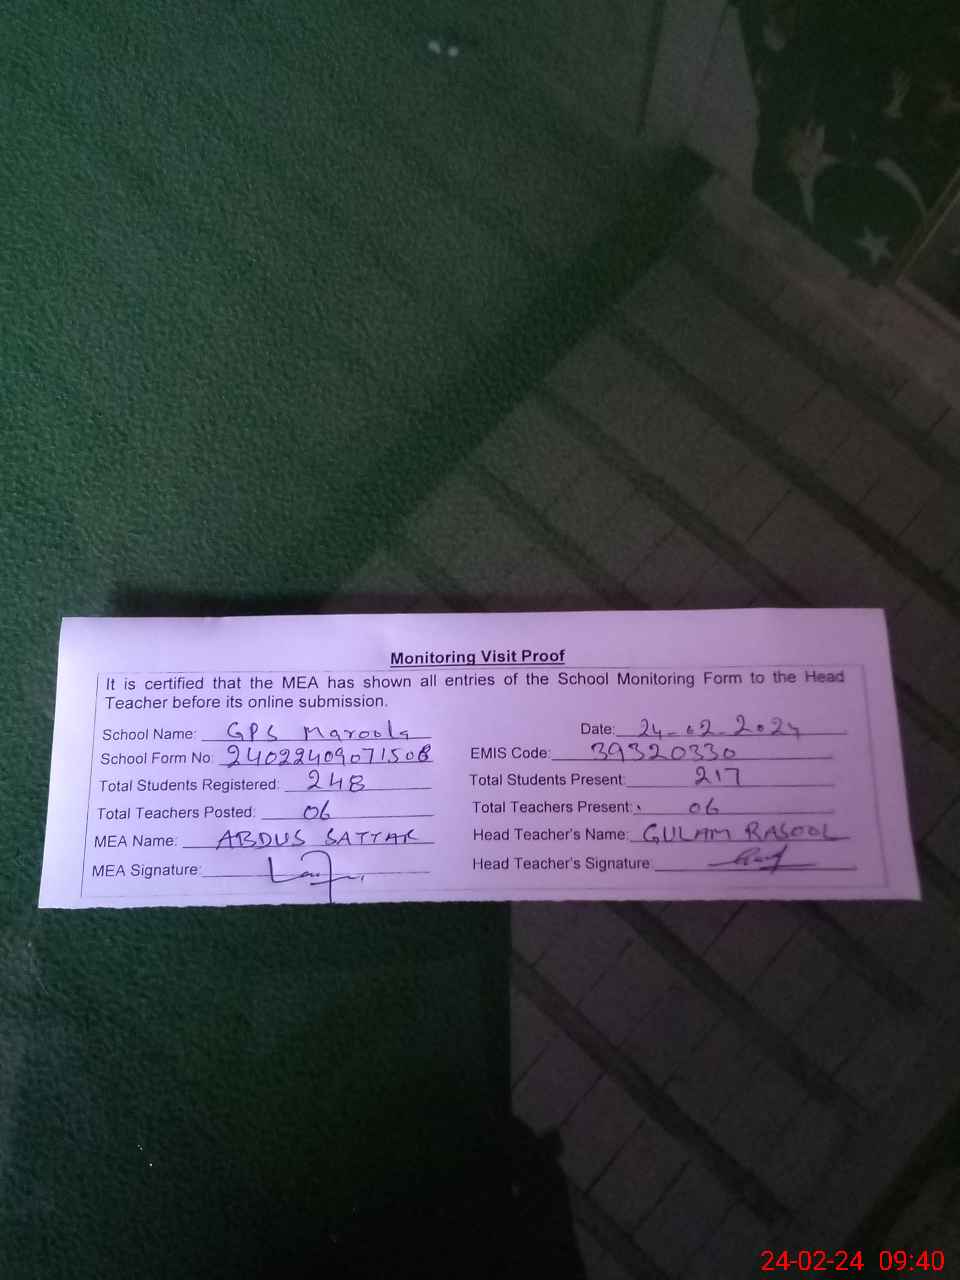 Monitoring Visit Proof
It is certified that the MEA has shown all entries of the School Monitoring Form to the Head
Teacher before its online submission.
School Name: GPS Maroola Date: 24-02-2024
School Form No: 24022409071508 EMIS Code: 39320330
Total Students Registered: 248 Total Students Present: 217
Total Teachers Posted: 06 Total Teachers Present: 06
MEA Name: ABDUS SATTAR Head Teacher's Name: GULAM RASOOL
MEA Signature: Head Teacher's Signature:
24-02-24 09:40